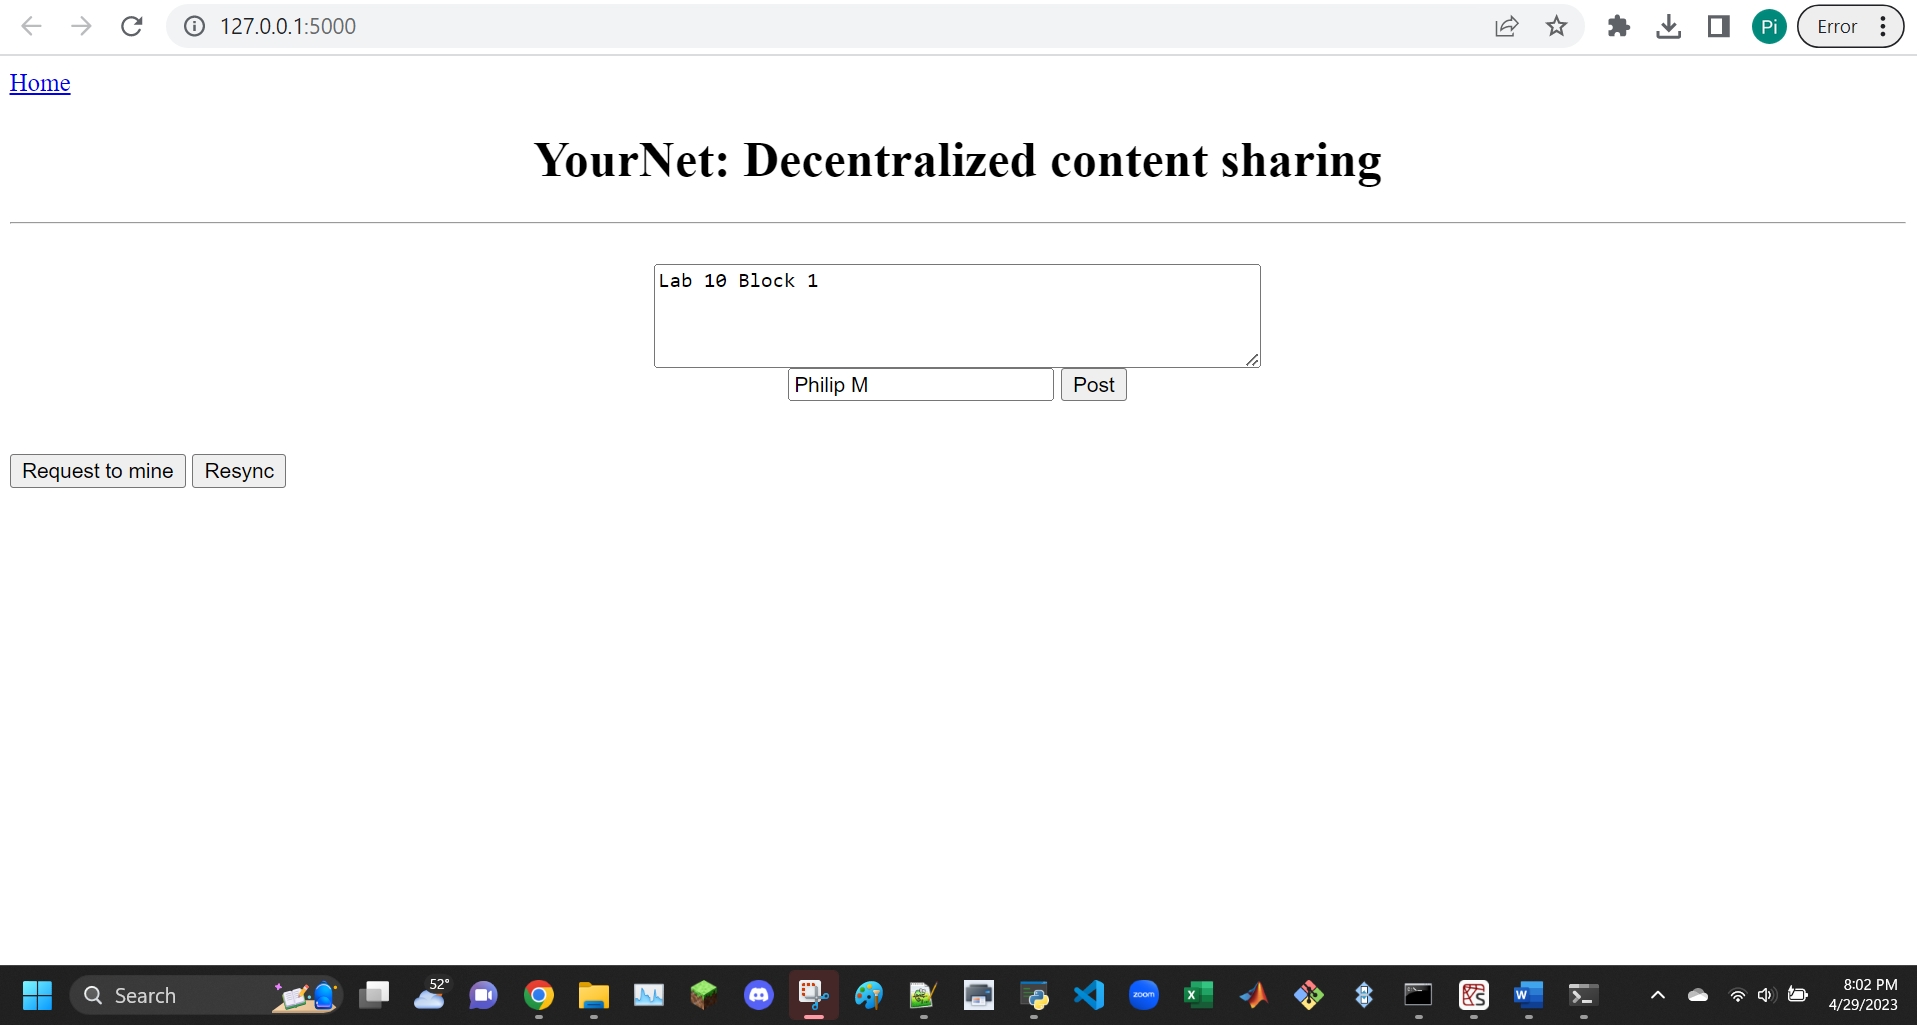 127.0.0.1:5000
Pi
Error
Home
YourNet: Decentralized content sharing
Lab 10 Block 1
Philip M
Post
Request to mine
Resync
Search
52°
zoom
8:02 PM
4/29/2023